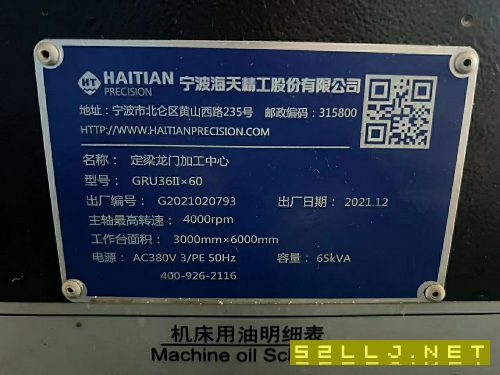 HT
HAITIAN
PRECISION
宁波海天精工股份有限公司
地址：宁波市北仑区黄山西路235号 邮政编码：315800
HTTP://WWW.HAITIANPRECISION.COM
名称： 定梁龙门加工中心
型号： GRU36II×60
出厂编号： G2021020793 出厂日期： 2021.12
主轴最高转速： 4000rpm
工作台面积： 3000mm×6000mm
电源： AC380V 3/PE 50Hz 容量： 65kVA
400-926-2116
机床用油明细表
Machine oil
52LLJ.NET